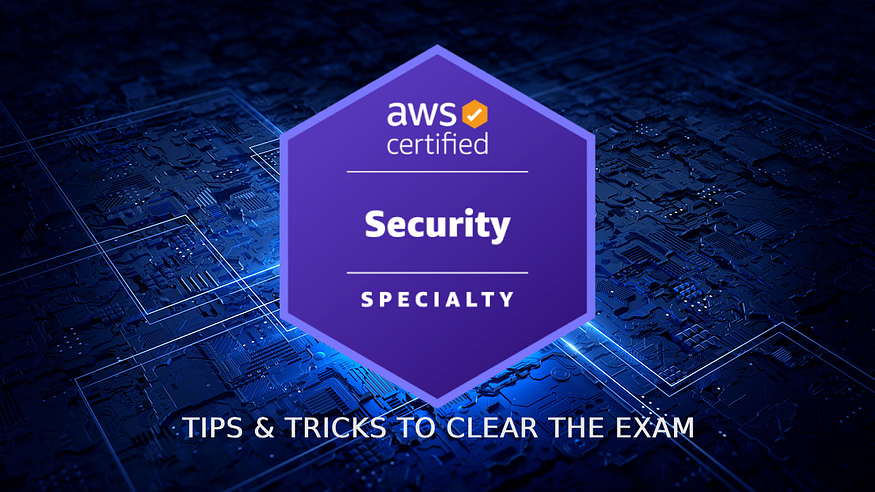 aws
certified
Security
SPECIALTY
TIPS & TRICKS TO CLEAR THE EXAM